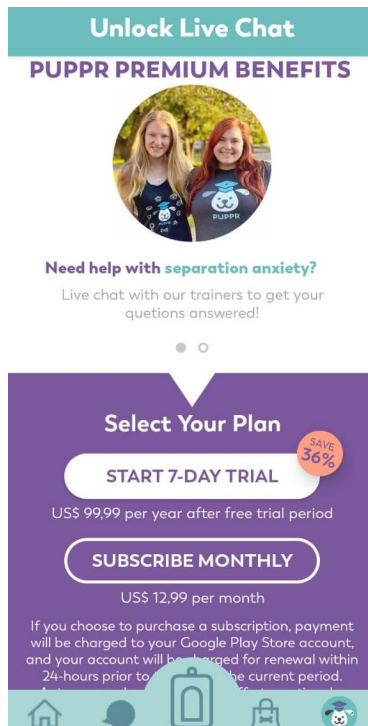 Unlock Live Chat
PUPPR PREMIUM BENEFITS
PUPPR
Need help with separation anxiety?
Live chat with our trainers to get your
quetions answered!
Select Your Plan
SAVE
36%
START 7-DAY TRIAL
US$ 99,99 per year after free trial period
SUBSCRIBE MONTHLY
US$ 12,99 per month
If you choose to purchase a subscription, payment
will be charged to your Google Play Store account,
and your account will be charged for renewal within
24-hours prior to the current period.